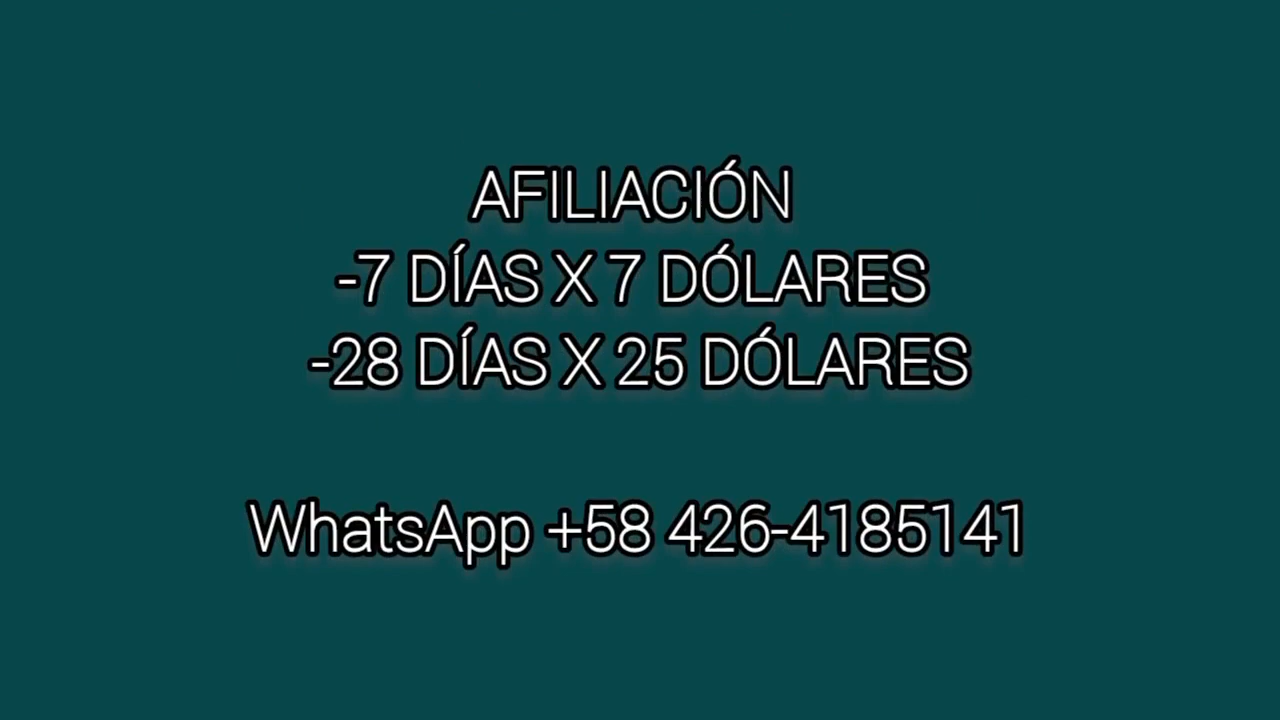 AFILIACIÓN
-7 DÍAS X 7 DÓLARES
-28 DÍAS X 25 DÓLARES
WhatsApp +58 426-4185141